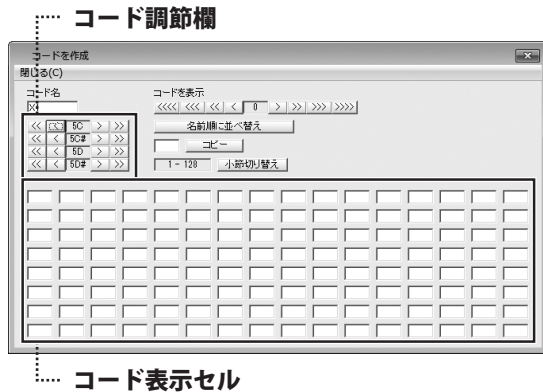 コード調節欄
コードを作成
閉じる(C)
コード名
コードを表示
X
<<<< <<< << < 0 > >> >>> >>>>
名前順に並べ替え
<< < 5C > >>
コピー
<< < 5C# > >>
<< < 5D > >>
1 - 128 小節切り替え
<< < 5D# > >>
コード表示セル